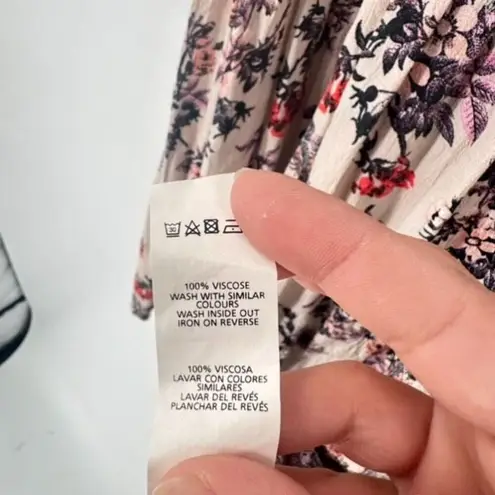 30
100% VISCOSE
WASH WITH SIMILAR
COLOURS
WASH INSIDE OUT
IRON ON REVERSE
100% VISCOSA
LAVAR CON COLORES
SIMILARES
LAVAR DEL REVÉS
PLANCHAR DEL REVÉS